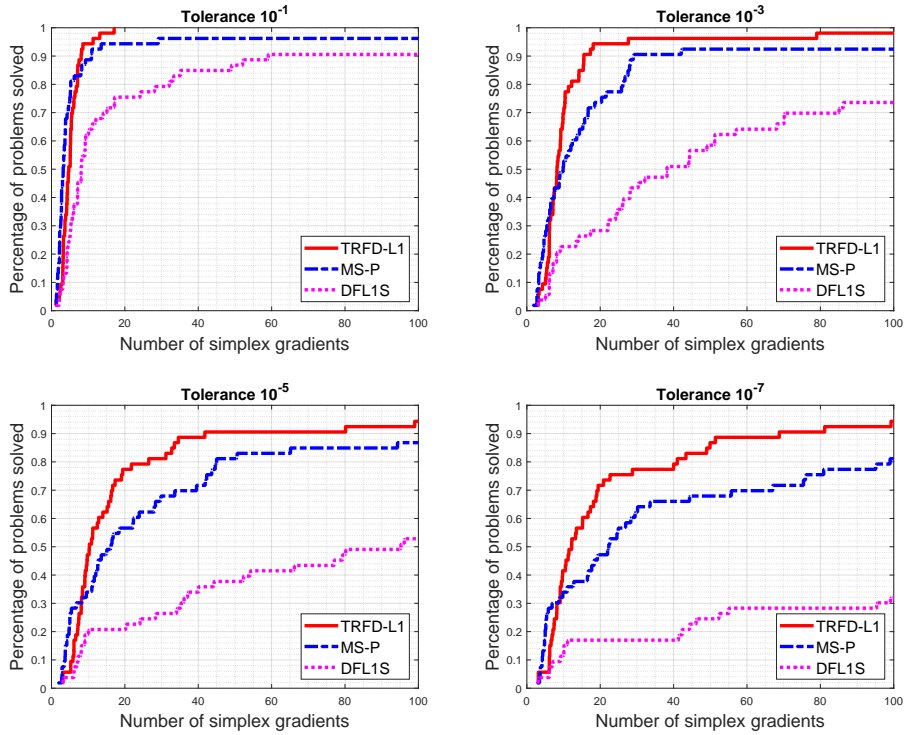 Tolerance 10^-1
Percentage of problems solved
1
0.9
0.8
0.7
0.6
0.5
0.4
0.3
0.2
0.1
0
0 20 40 60 80 100
Number of simplex gradients
TRFD-L1
MS-P
DFL1S
Tolerance 10^-3
Percentage of problems solved
1
0.9
0.8
0.7
0.6
0.5
0.4
0.3
0.2
0.1
0
0 20 40 60 80 100
Number of simplex gradients
TRFD-L1
MS-P
DFL1S
Tolerance 10^-5
Percentage of problems solved
1
0.9
0.8
0.7
0.6
0.5
0.4
0.3
0.2
0.1
0
0 20 40 60 80 100
Number of simplex gradients
TRFD-L1
MS-P
DFL1S
Tolerance 10^-7
Percentage of problems solved
1
0.9
0.8
0.7
0.6
0.5
0.4
0.3
0.2
0.1
0
0 20 40 60 80 100
Number of simplex gradients
TRFD-L1
MS-P
DFL1S